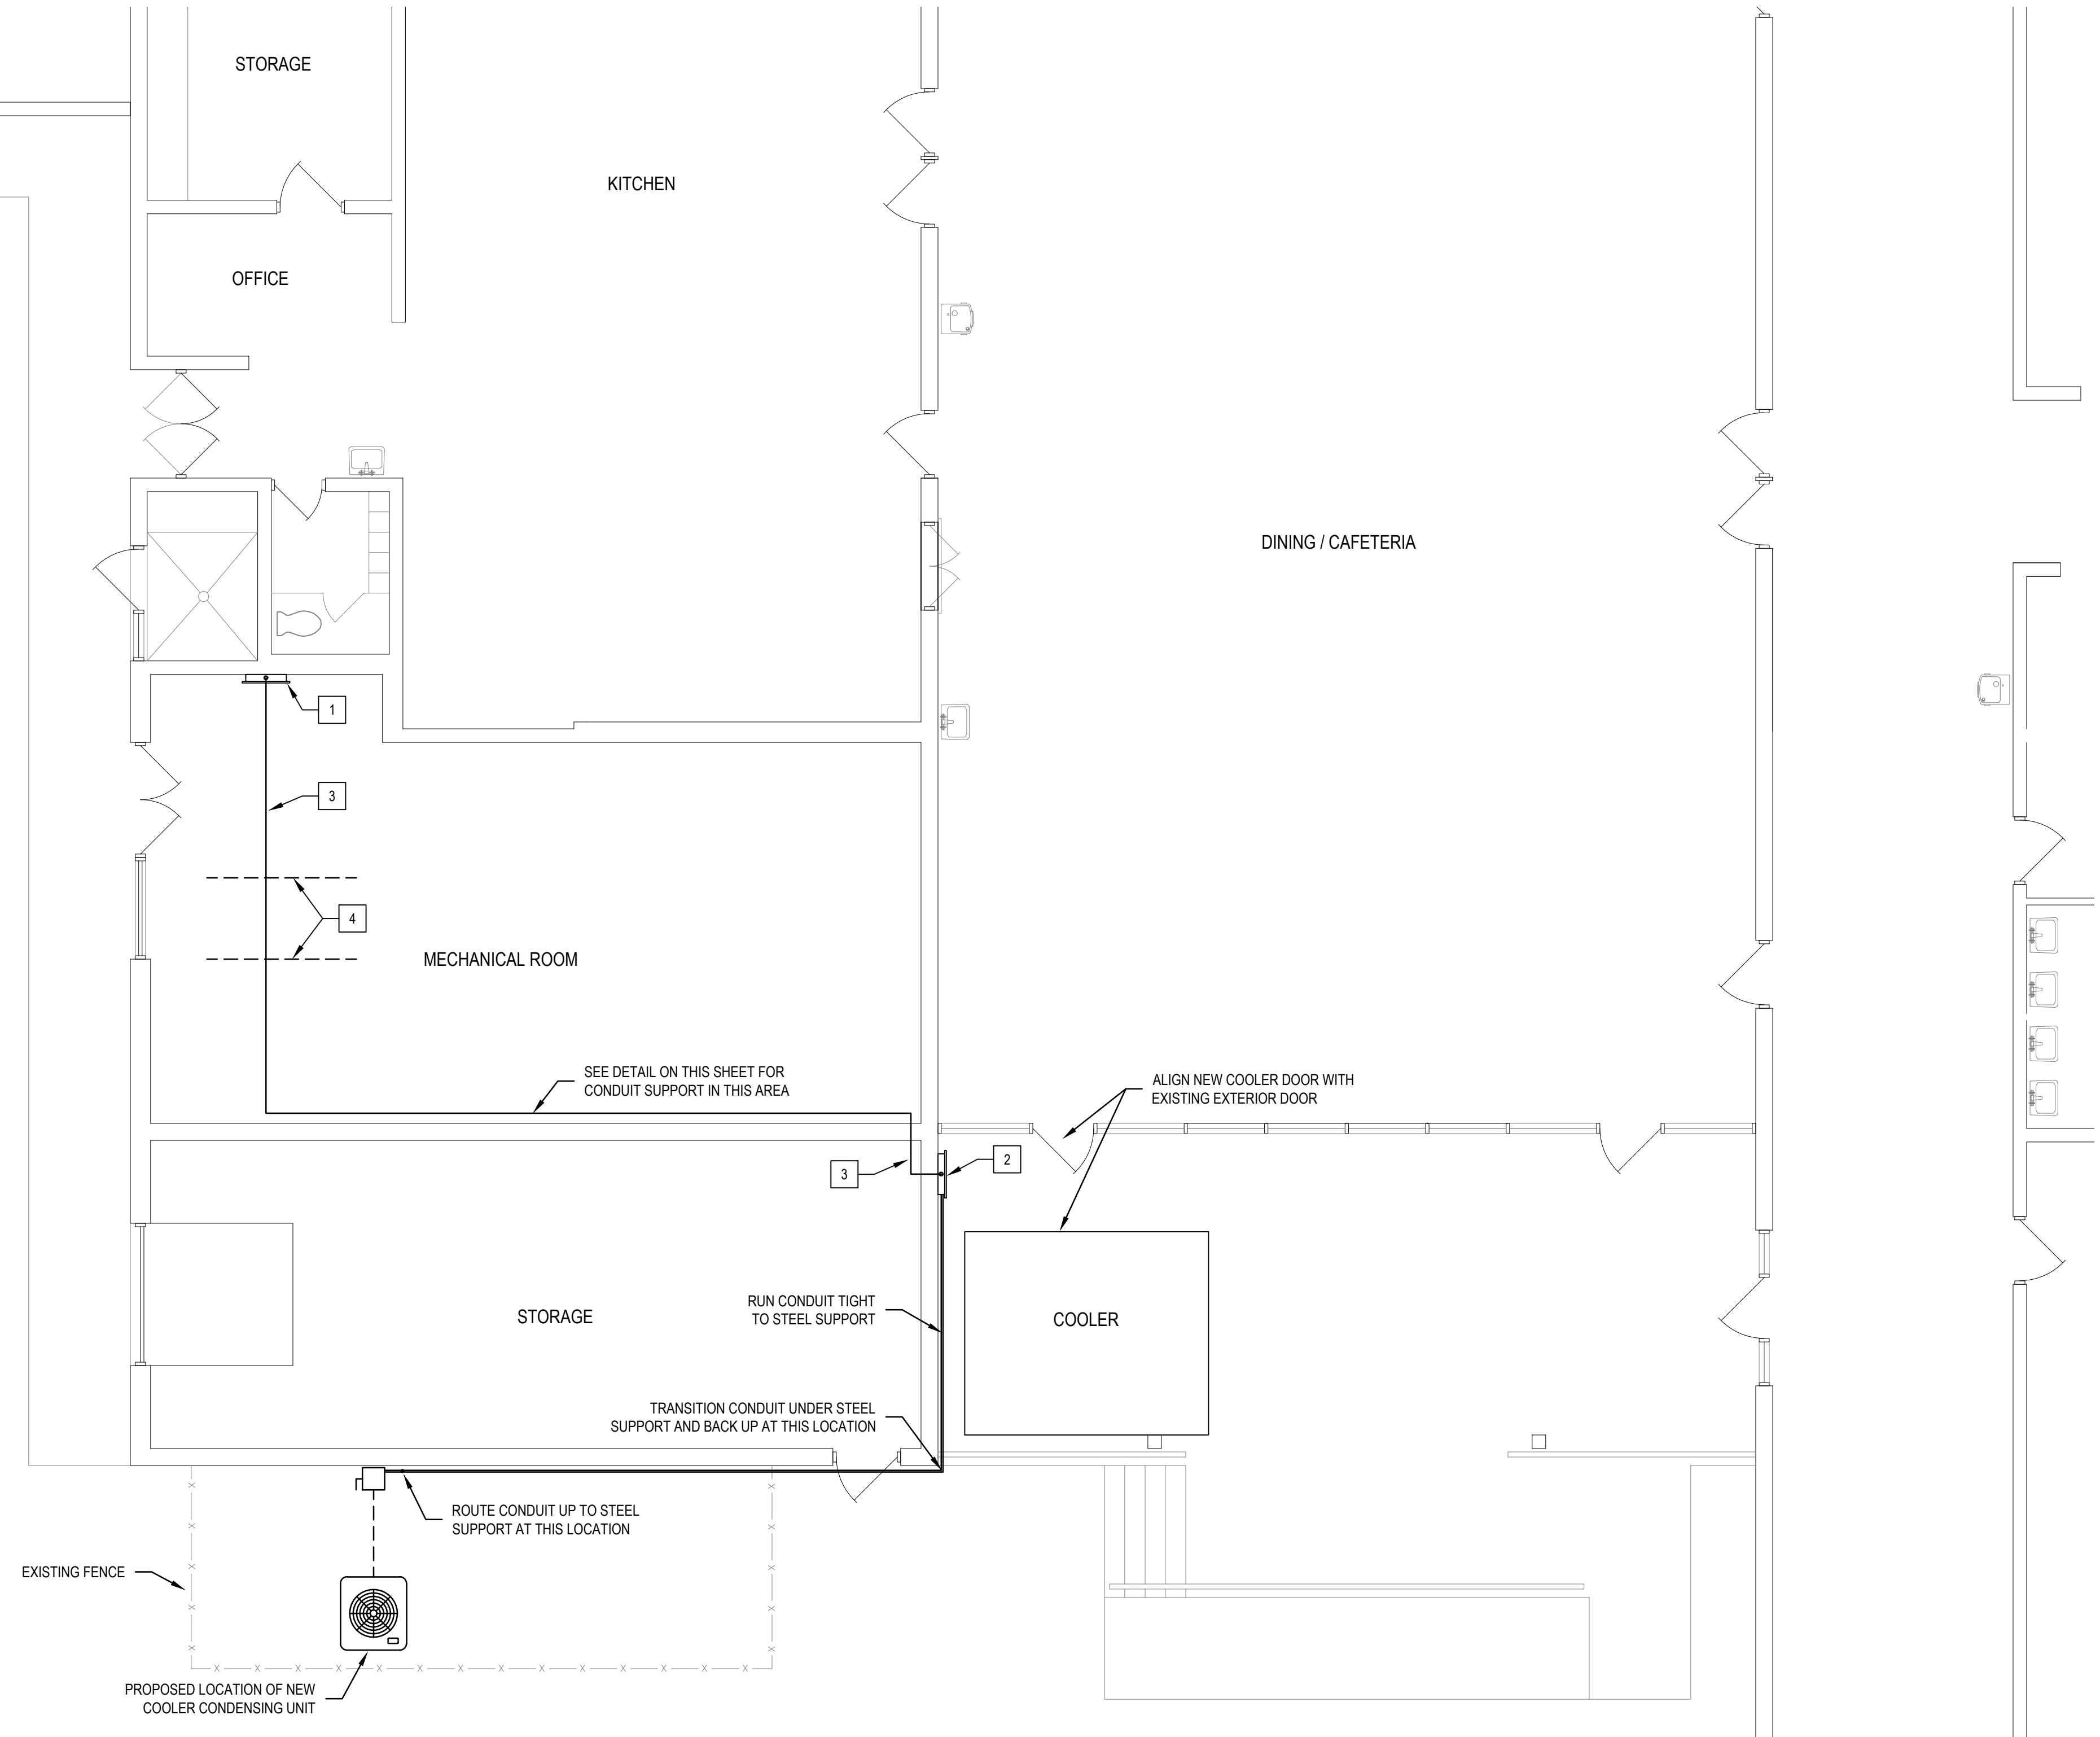 STORAGE
KITCHEN
OFFICE
DINING / CAFETERIA
1
3
4
MECHANICAL ROOM
SEE DETAIL ON THIS SHEET FOR
CONDUIT SUPPORT IN THIS AREA
ALIGN NEW COOLER DOOR WITH
EXISTING EXTERIOR DOOR
3
2
RUN CONDUIT TIGHT
TO STEEL SUPPORT
STORAGE
COOLER
TRANSITION CONDUIT UNDER STEEL
SUPPORT AND BACK UP AT THIS LOCATION
ROUTE CONDUIT UP TO STEEL
SUPPORT AT THIS LOCATION
EXISTING FENCE
PROPOSED LOCATION OF NEW
COOLER CONDENSING UNIT